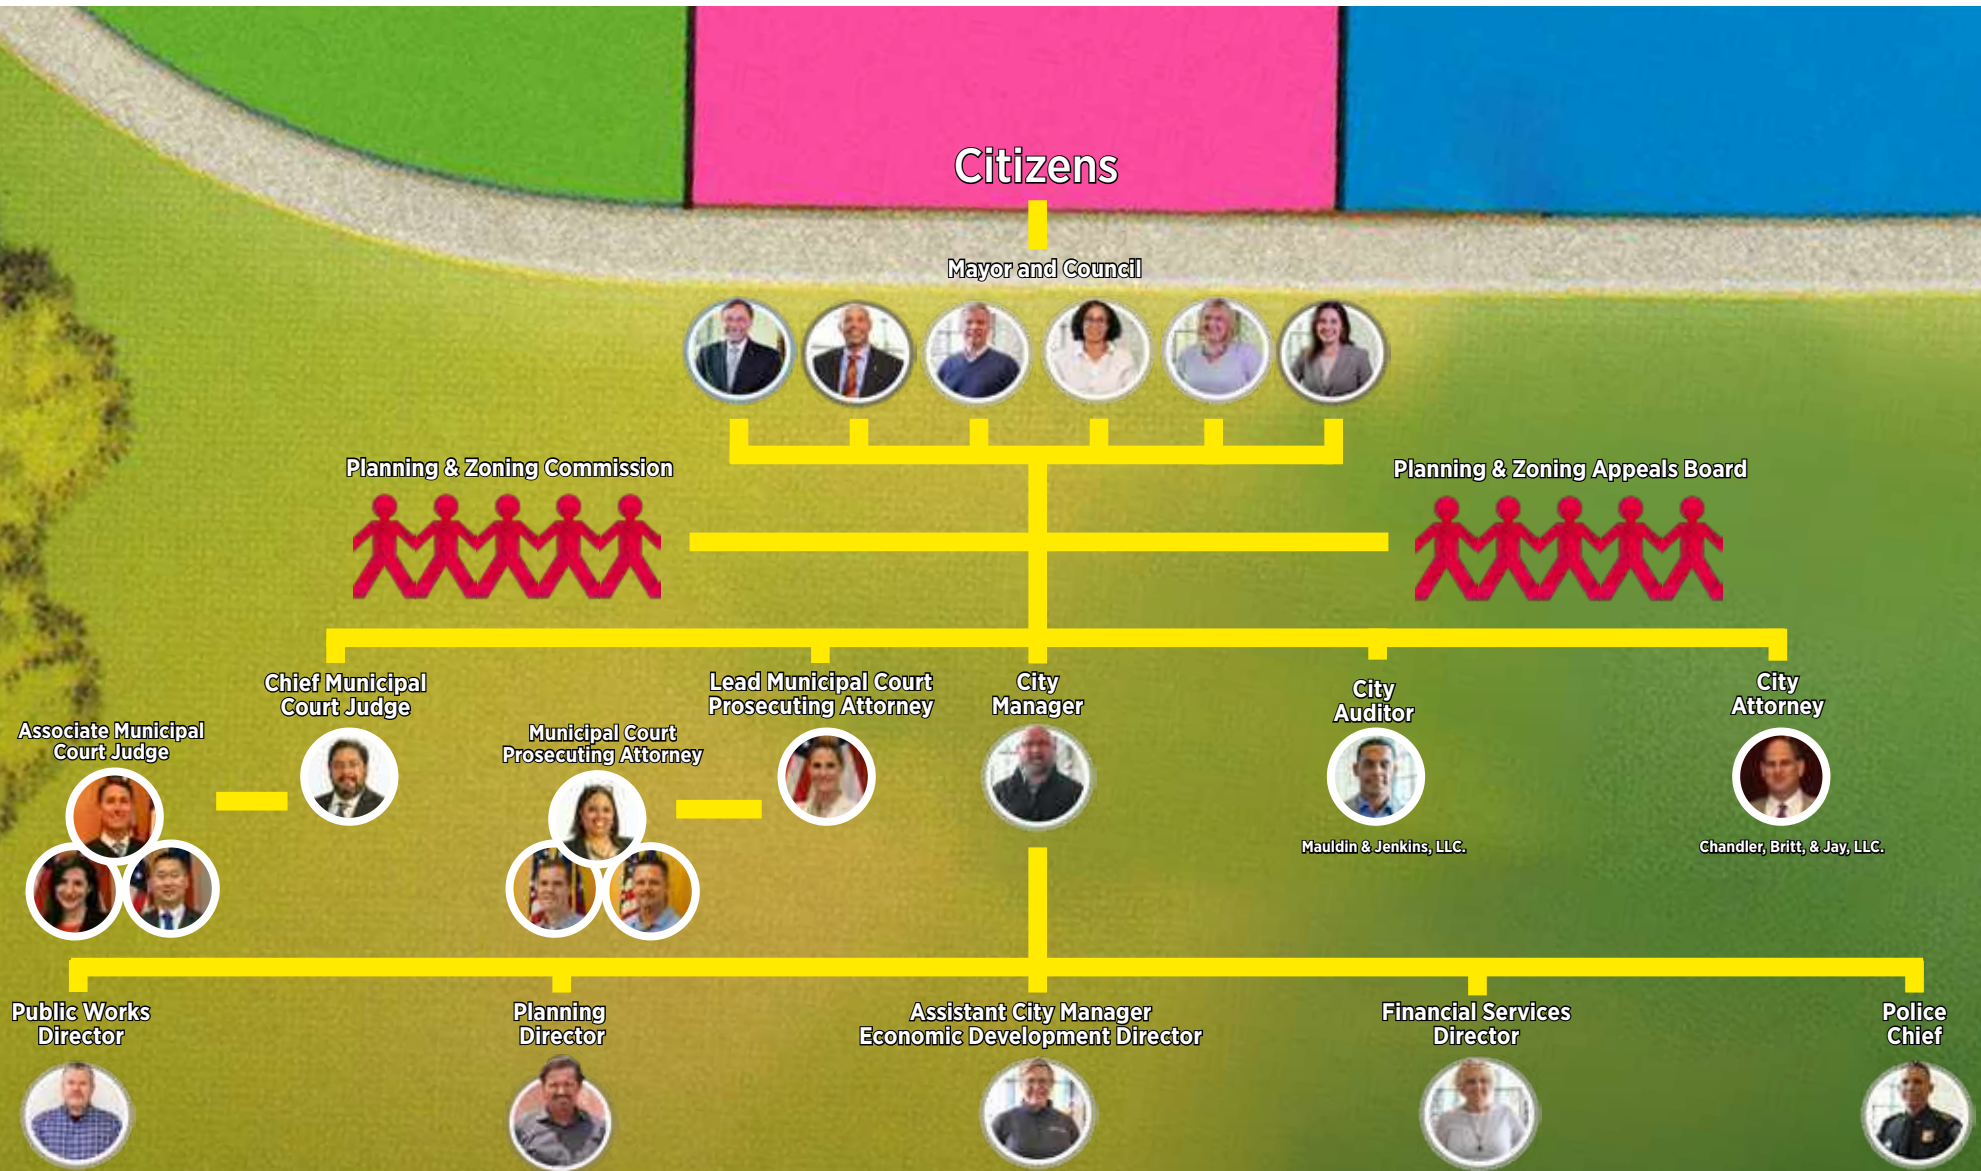 Citizens
Mayor and Council
Planning & Zoning Commission
Planning & Zoning Appeals Board
Chief Municipal
Court Judge
Lead Municipal Court
Prosecuting Attorney
City
Manager
City
Auditor
City
Attorney
Associate Municipal
Court Judge
Municipal Court
Prosecuting Attorney
Mauldin & Jenkins, LLC.
Chandler, Britt, & Jay, LLC.
Public Works
Director
Planning
Director
Assistant City Manager
Economic Development Director
Financial Services
Director
Police
Chief